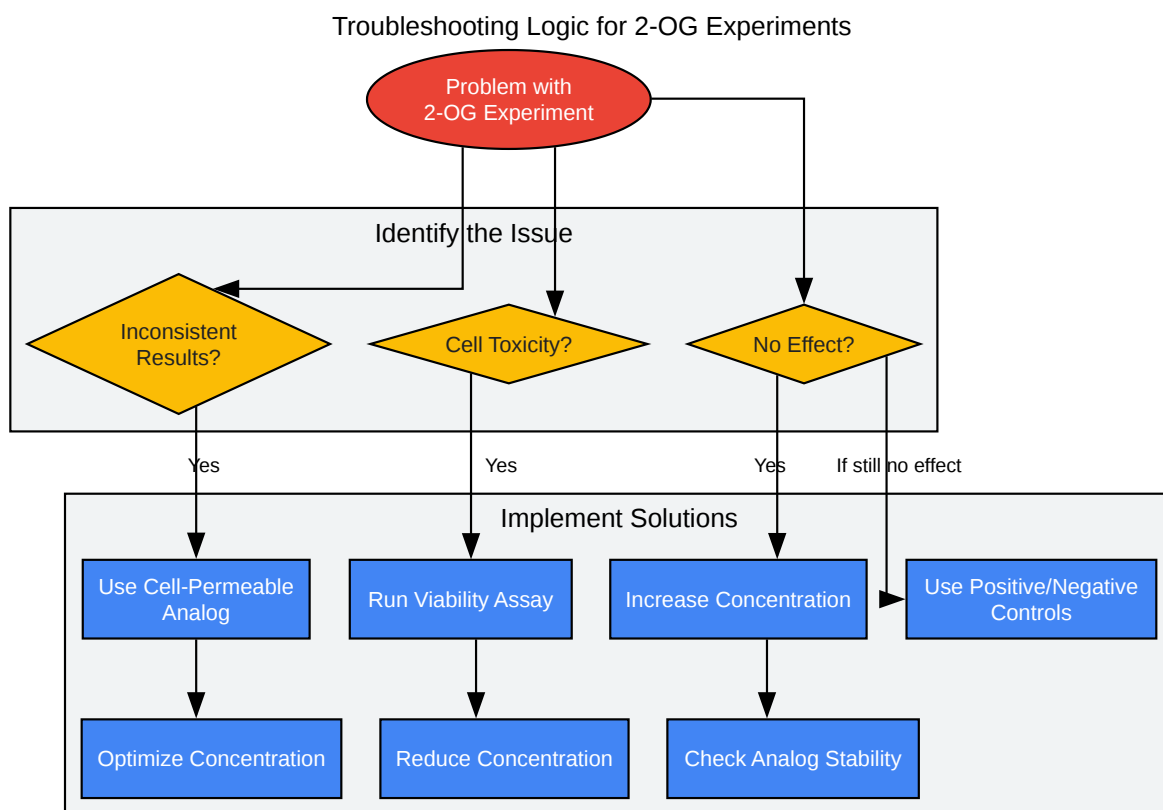 Troubleshooting Logic for 2-OG Experiments
Problem with
2-OG Experiment
Identify the Issue
Inconsistent
Results?
Cell Toxicity?
No Effect?
Yes
Yes
Yes
If still no effect
Implement Solutions
Use Cell-Permeable
Analog
Run Viability Assay
Increase Concentration
Use Positive/Negative
Controls
Optimize Concentration
Reduce Concentration
Check Analog Stability